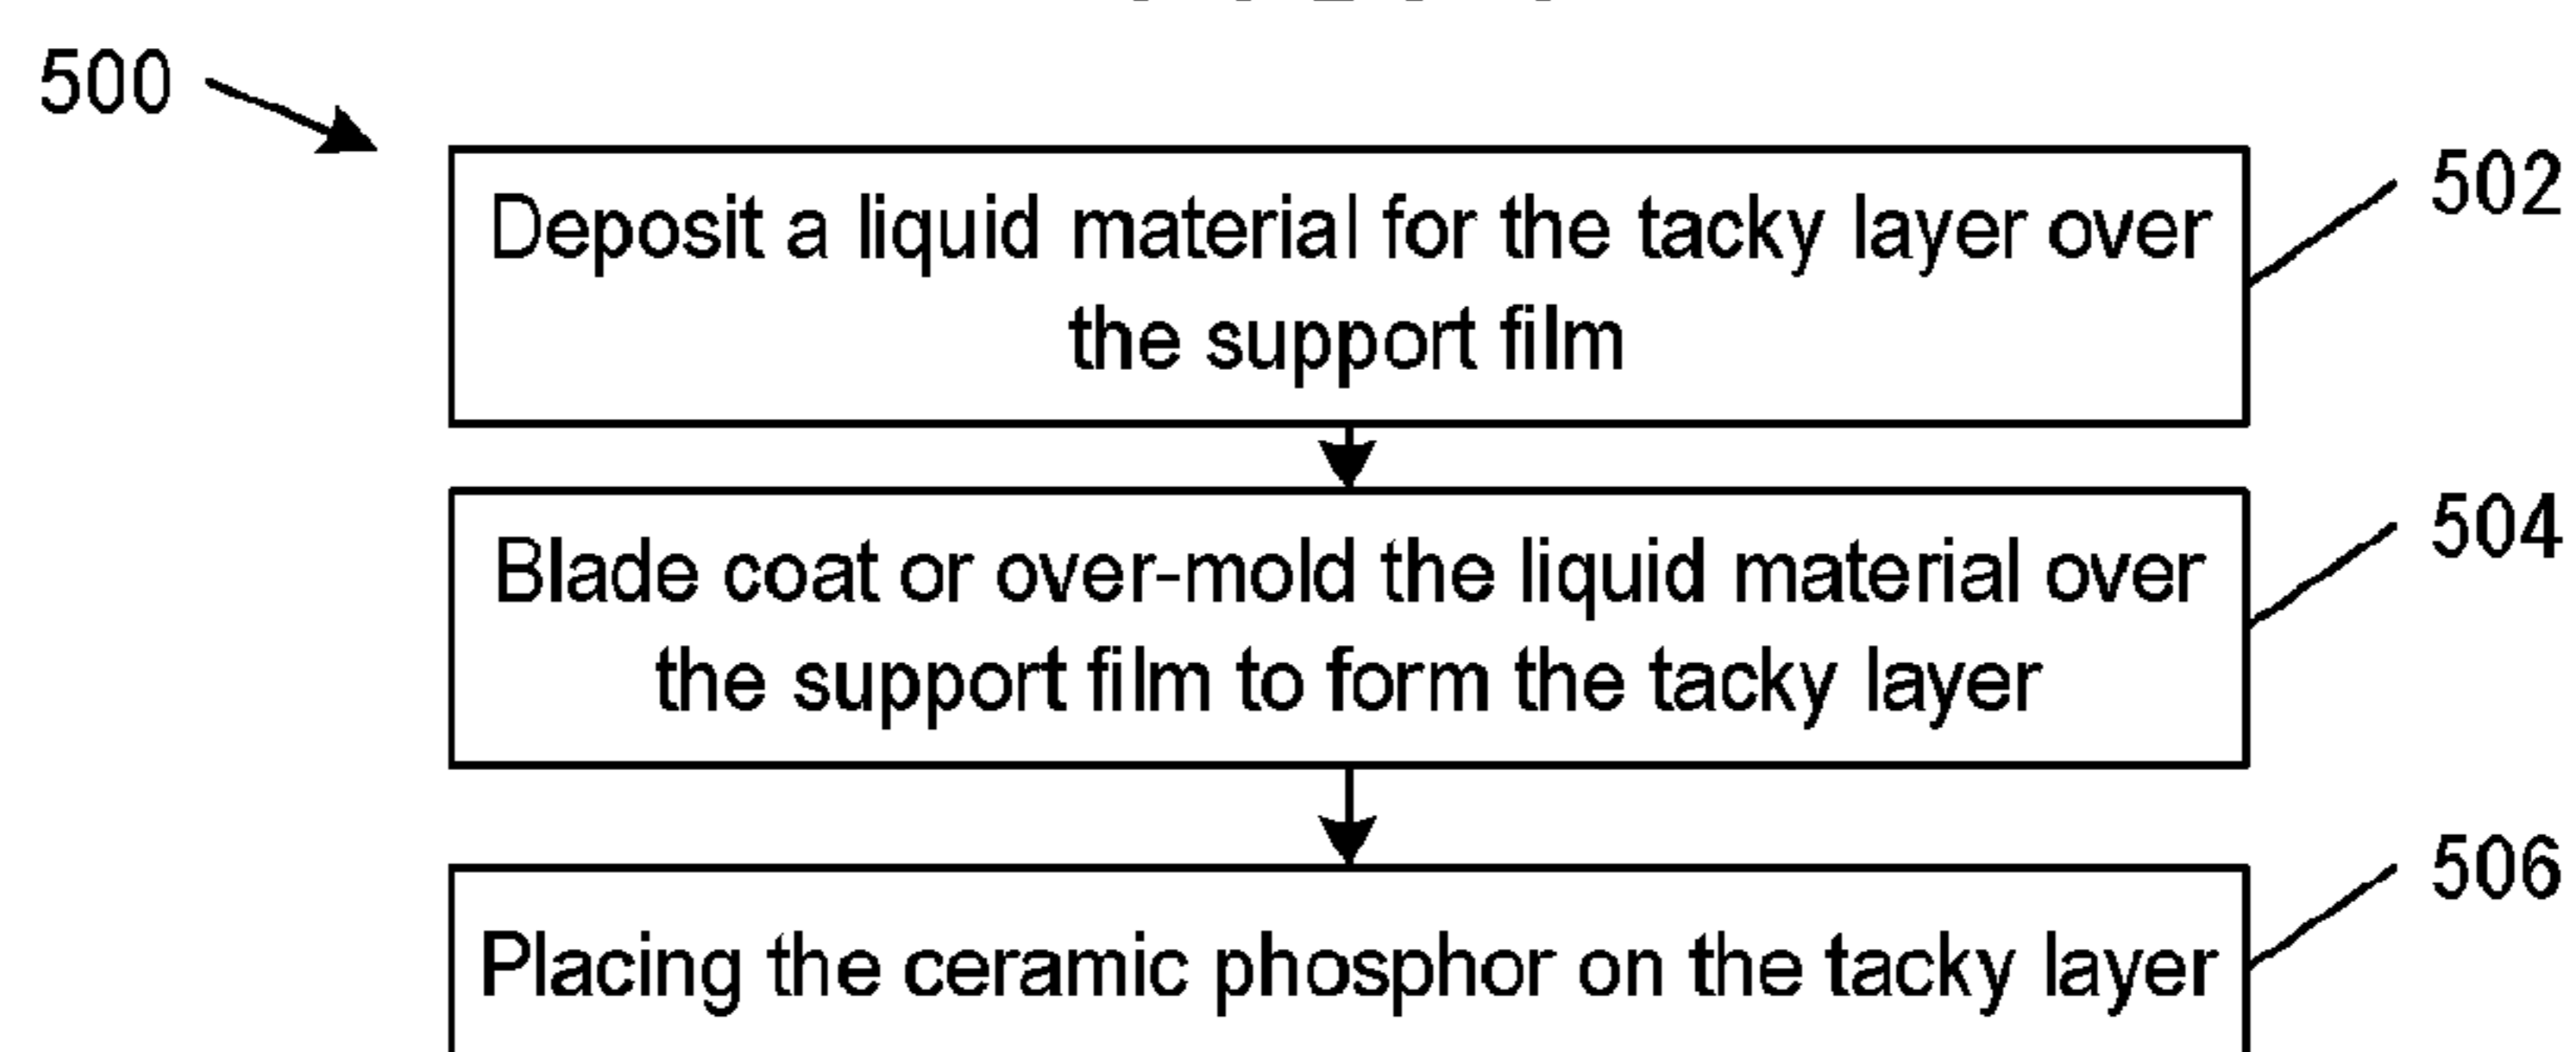 500
Deposit a liquid material for the tacky layer over
the support film
502
Blade coat or over-mold the liquid material over
the support film to form the tacky layer
504
Placing the ceramic phosphor on the tacky layer
506